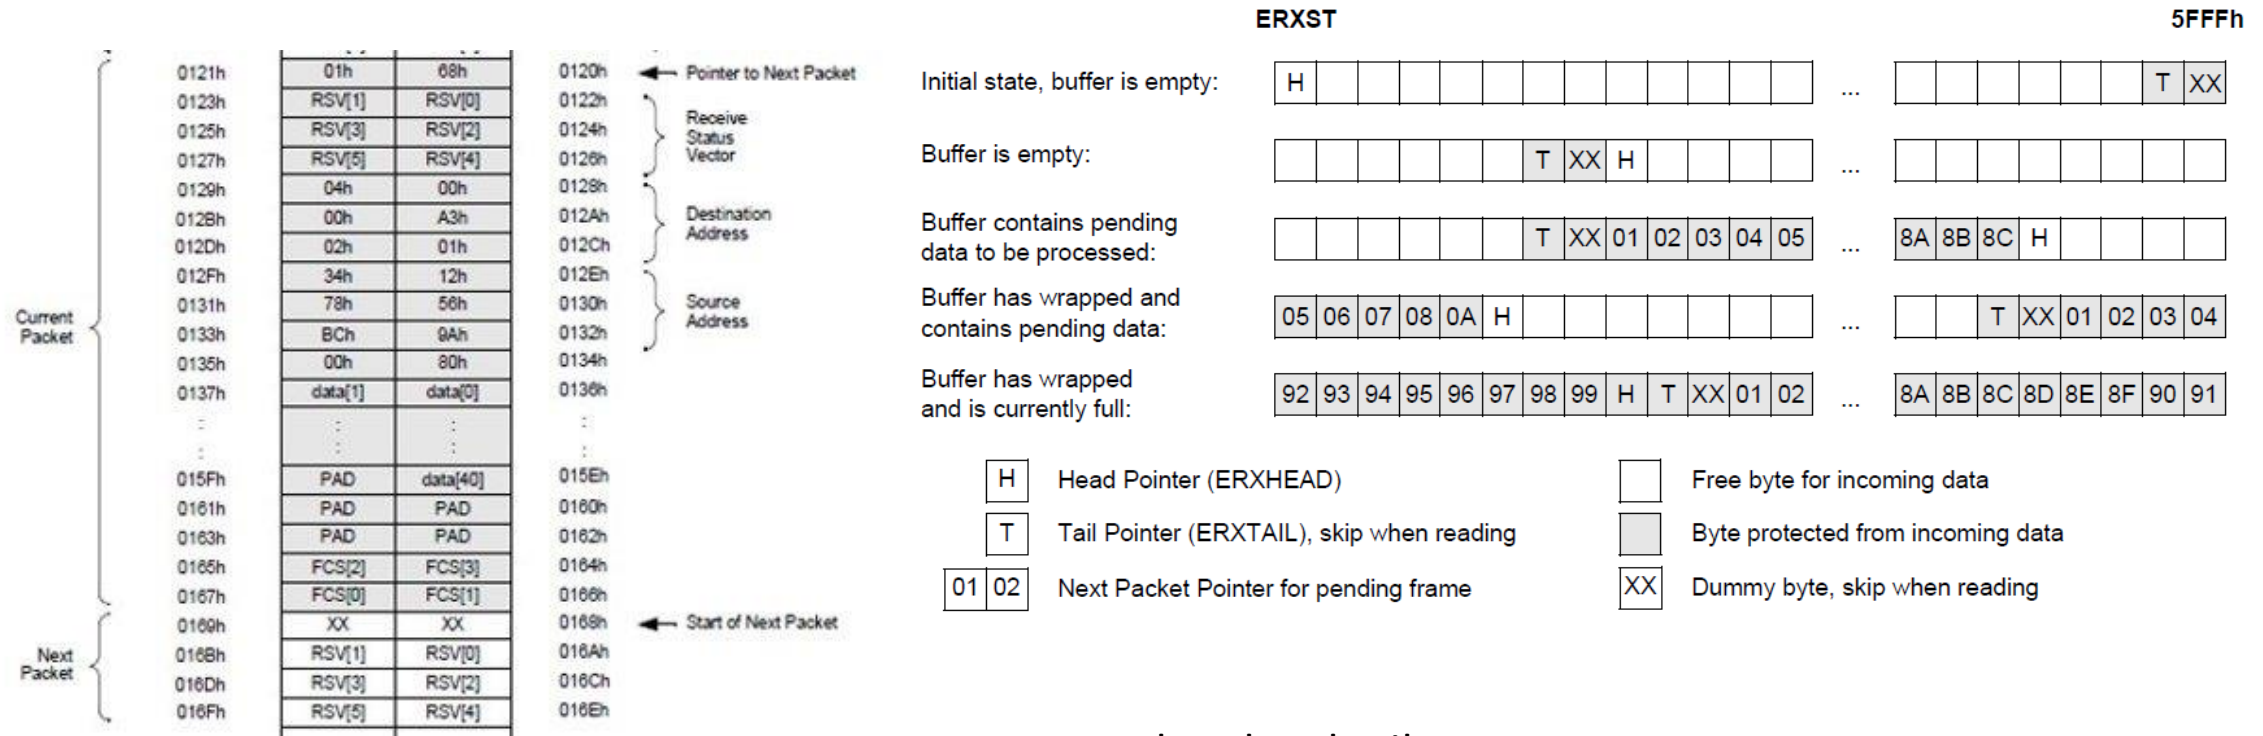 0121h 01h 68h 0120h Pointer to Next Packet
0123h RSV[1] RSV[0] 0122h
0125h RSV[3] RSV[2] 0124h
0127h RSV[5] RSV[4] 0126h
Receive
Status
Vector
0129h 04h 00h 0128h
012Bh 00h A3h 012Ah
012Dh 02h 01h 012Ch
Destination
Address
012Fh 34h 12h 012Eh
0131h 78h 56h 0130h
0133h BCh 9Ah 0132h
Source
Address
Current
Packet
0135h 00h 80h 0134h
0137h data[1] data[0] 0136h
015Fh PAD data[40] 015Eh
0161h PAD PAD 0160h
0163h PAD PAD 0162h
0165h FCS[2] FCS[3] 0164h
0167h FCS[0] FCS[1] 0166h
0169h XX XX 0168h Start of Next Packet
016Bh RSV[1] RSV[0] 016Ah
016Dh RSV[3] RSV[2] 016Ch
016Fh RSV[5] RSV[4] 016Eh
Next
Packet
ERXST 5FFFh
Initial state, buffer is empty: H ... T XX
Buffer is empty: T XX H ...
Buffer contains pending
data to be processed: T XX 01 02 03 04 05 ... 8A 8B 8C H
Buffer has wrapped and
contains pending data: 05 06 07 08 0A H ... T XX 01 02 03 04
Buffer has wrapped
and is currently full: 92 93 94 95 96 97 98 99 H T XX 01 02 ... 8A 8B 8C 8D 8E 8F 90 91
H Head Pointer (ERXHEAD)
T Tail Pointer (ERXTAIL), skip when reading
01 02 Next Packet Pointer for pending frame
Free byte for incoming data
Byte protected from incoming data
XX Dummy byte, skip when reading